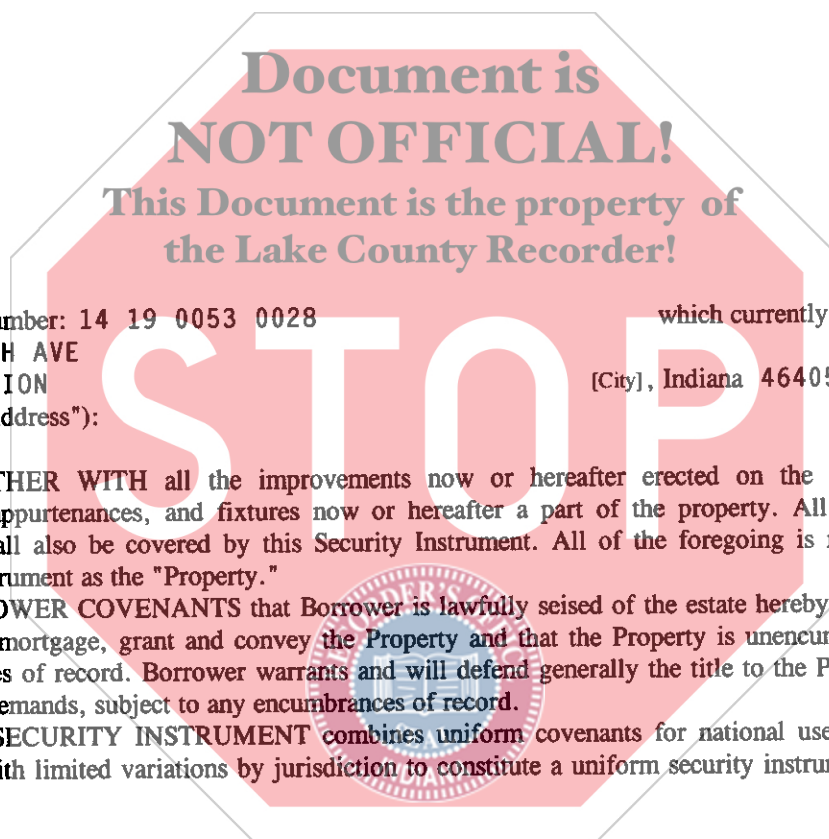 Document is
NOT OFFICIAL!
This Document is the property of
the Lake County Recorder!
umber: 14 19 0053 0028 which currently
H AVE
ION [City], Indiana 46405
ddress"):
STOP
THER WITH all the improvements now or hereafter erected on the
ppurtenances, and fixtures now or hereafter a part of the property. All
all also be covered by this Security Instrument. All of the foregoing is
rument as the "Property."
OWER COVENANTS that Borrower is lawfully seised of the estate hereby
mortgage, grant and convey the Property and that the Property is unencu
es of record. Borrower warrants and will defend generally the title to the P
emands, subject to any encumbrances of record.
SECURITY INSTRUMENT combines uniform covenants for national use
ith limited variations by jurisdiction to constitute a uniform security instru